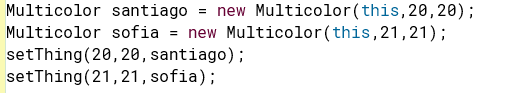 Multicolor santiago = new Multicolor(this,20,20);
Multicolor sofia = new Multicolor(this,21,21);
setThing(20,20,santiago);
setThing(21,21,sofia);